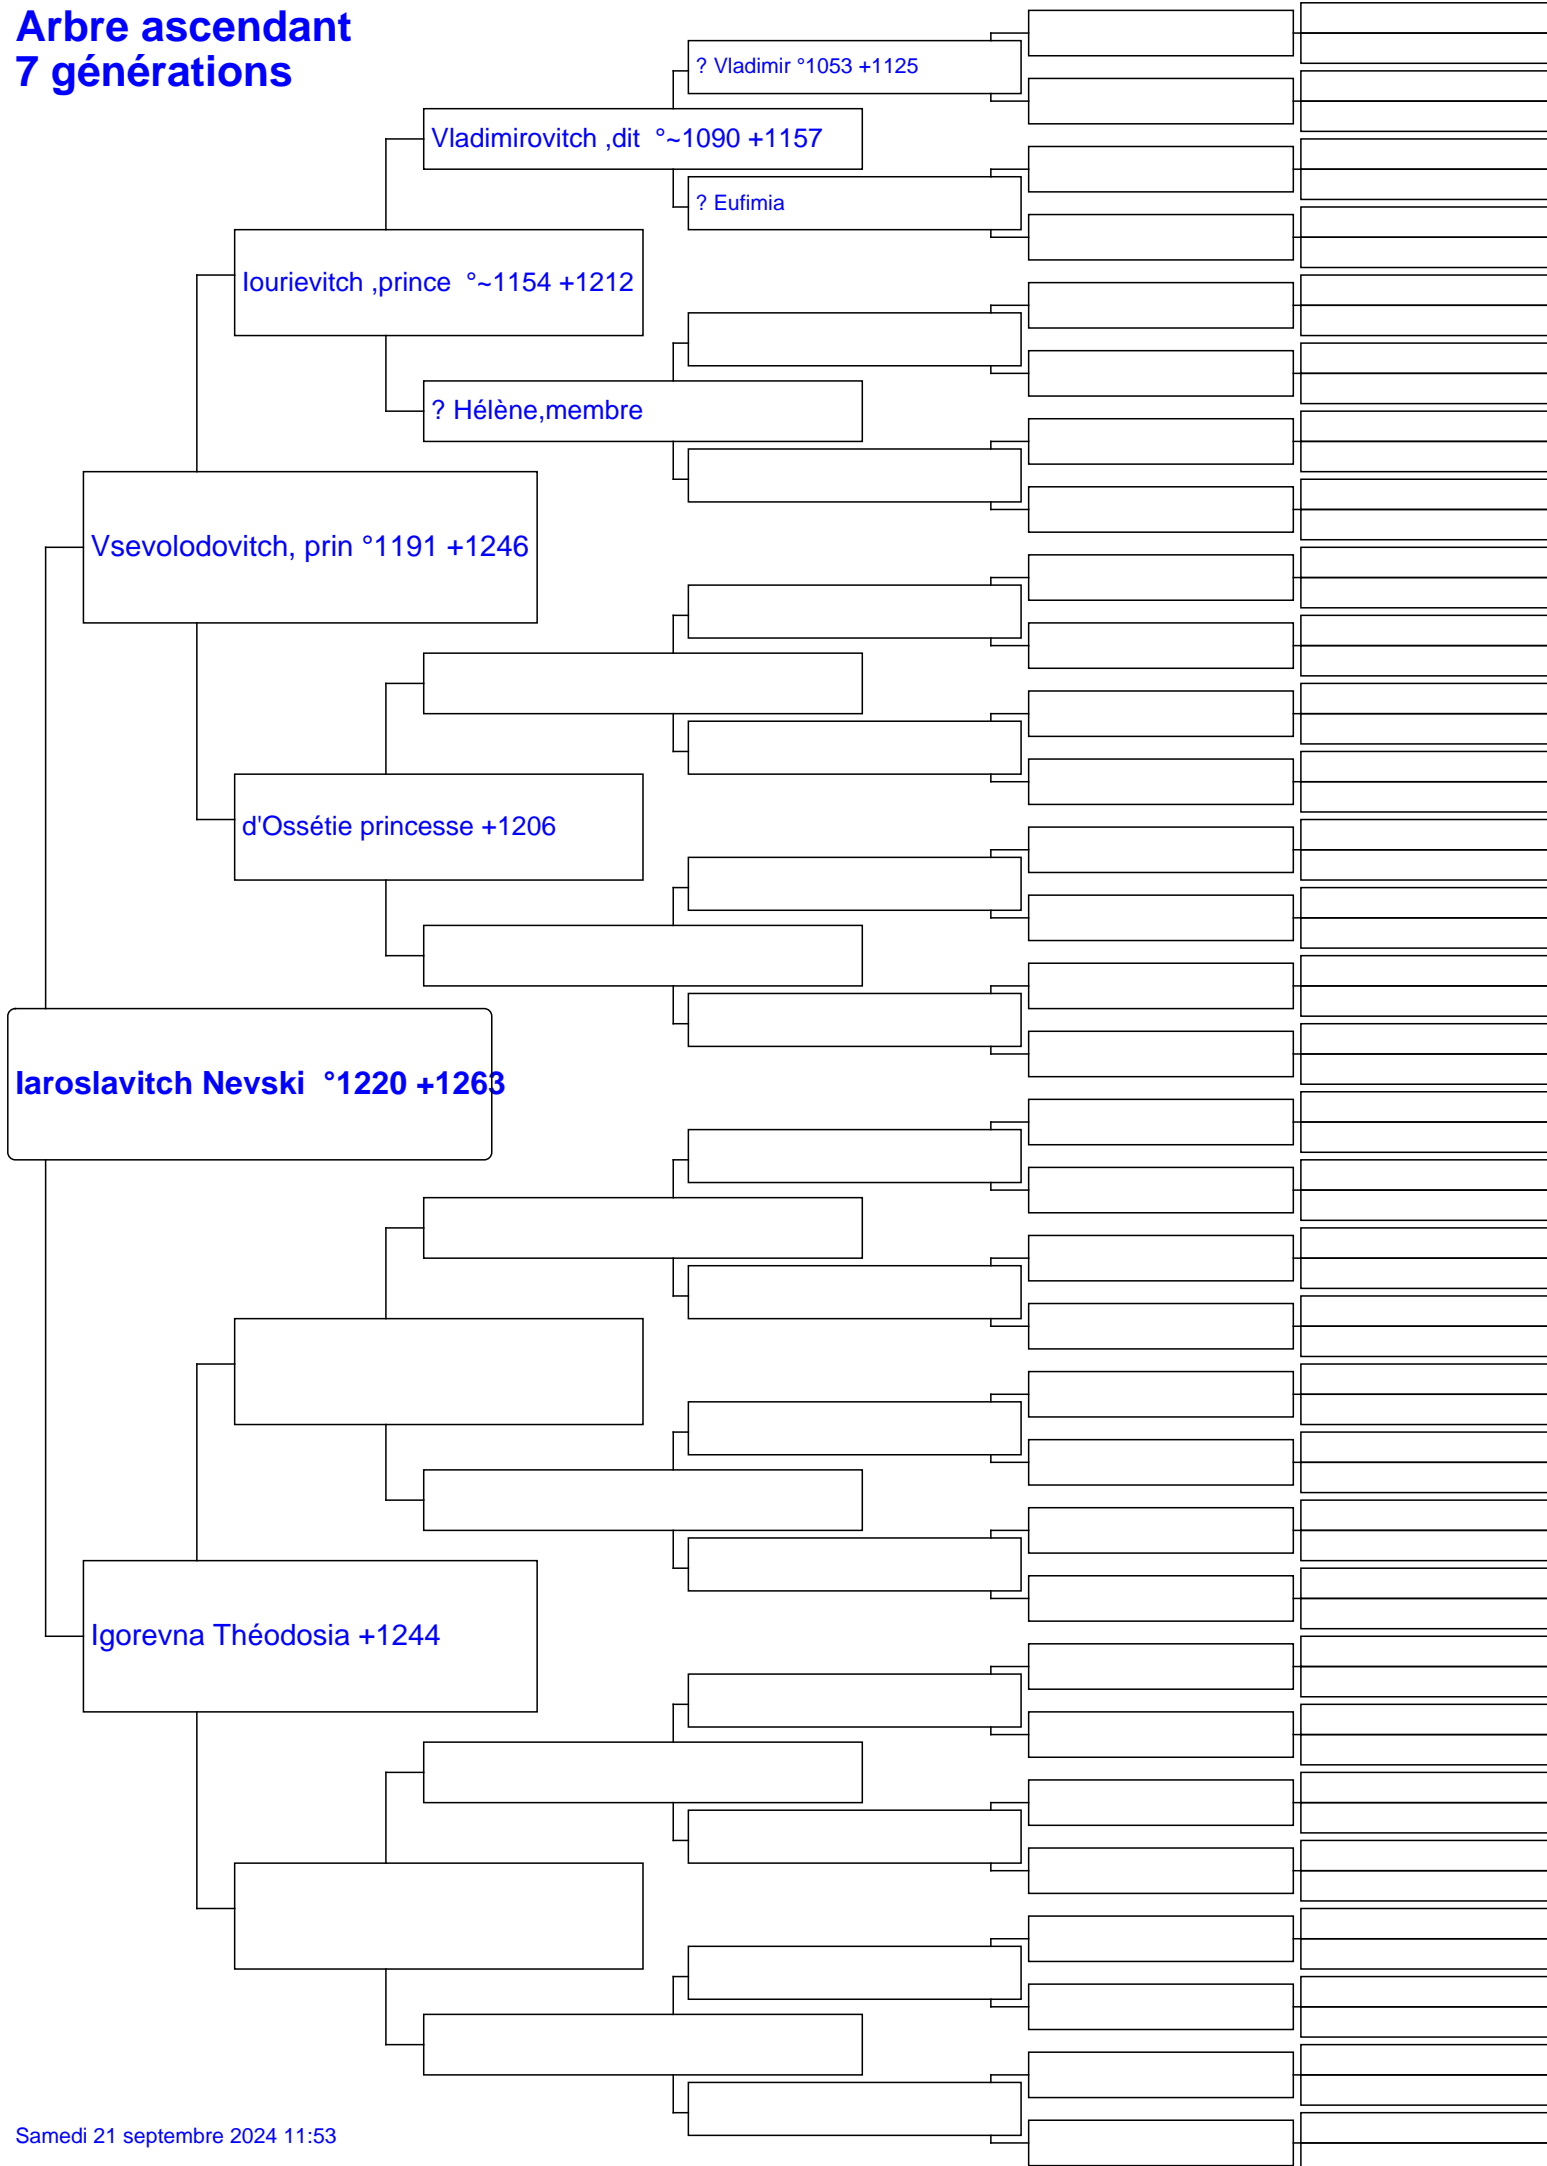 Arbre ascendant
7 générations
? Vladimir °1053 +1125
Vladimirovitch ,dit  °~1090 +1157
? Eufimia
Iourievitch ,prince  °~1154 +1212
? Hélène,membre
Vsevolodovitch, prin °1191 +1246
d'Ossétie princesse +1206
Iaroslavitch Nevski  °1220 +1263
Igorevna Théodosia +1244
Samedi 21 septembre 2024 11:53